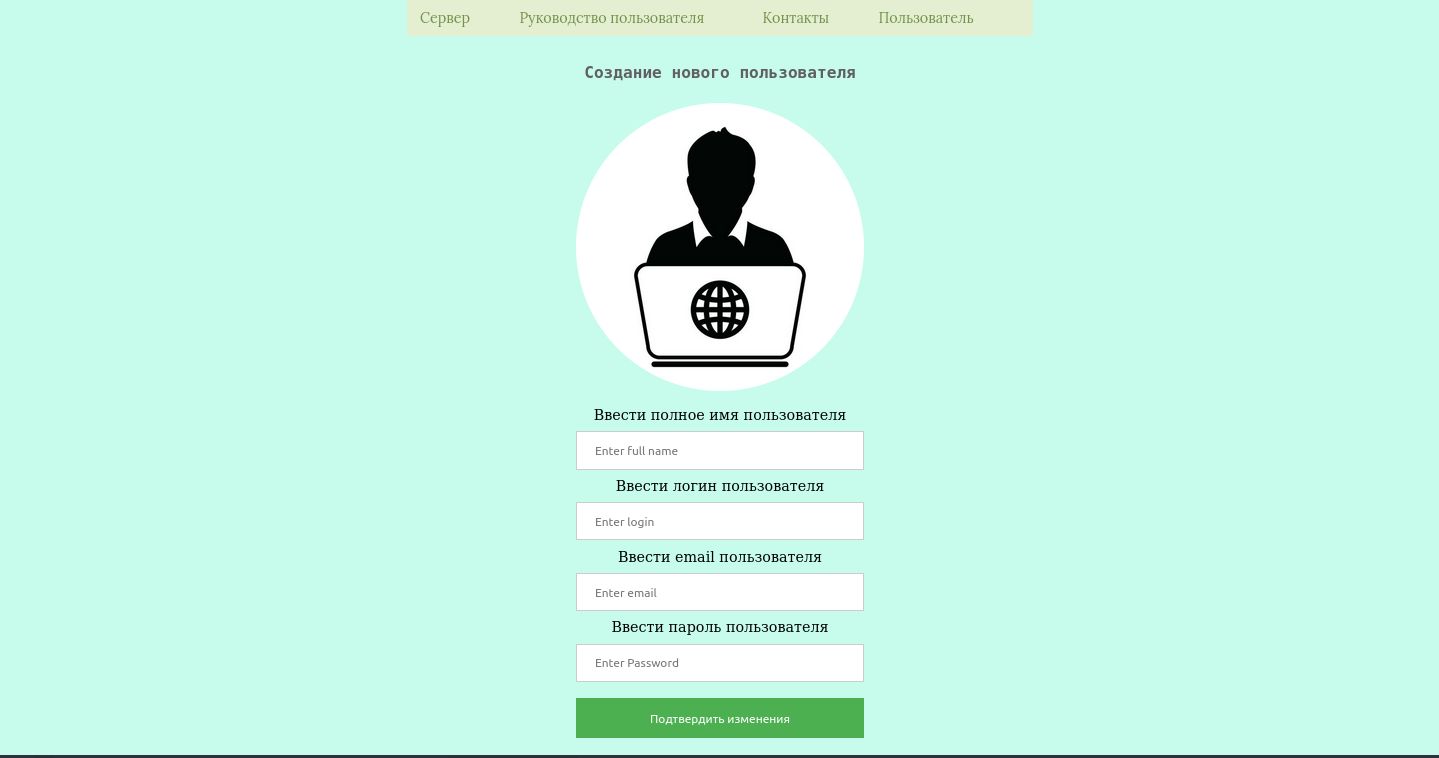 Сервер Руководство пользователя Контакты Пользователь
Создание нового пользователя
Ввести полное имя пользователя
Enter full name
Ввести логин пользователя
Enter login
Ввести email пользователя
Enter email
Ввести пароль пользователя
Enter Password
Подтвердить изменения